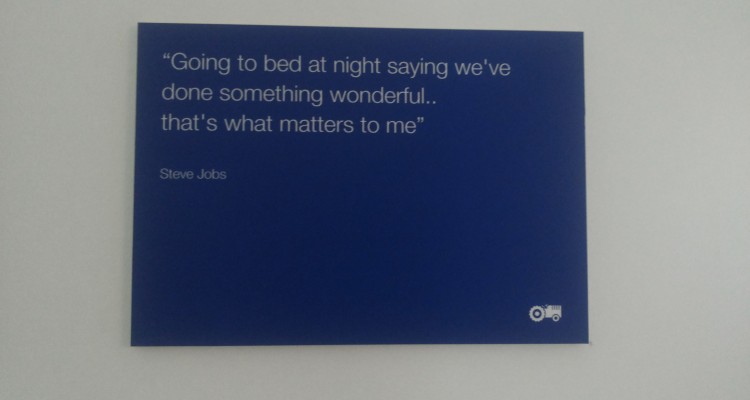 “Going to bed at night saying we've
done something wonderful..
that's what matters to me”
Steve Jobs